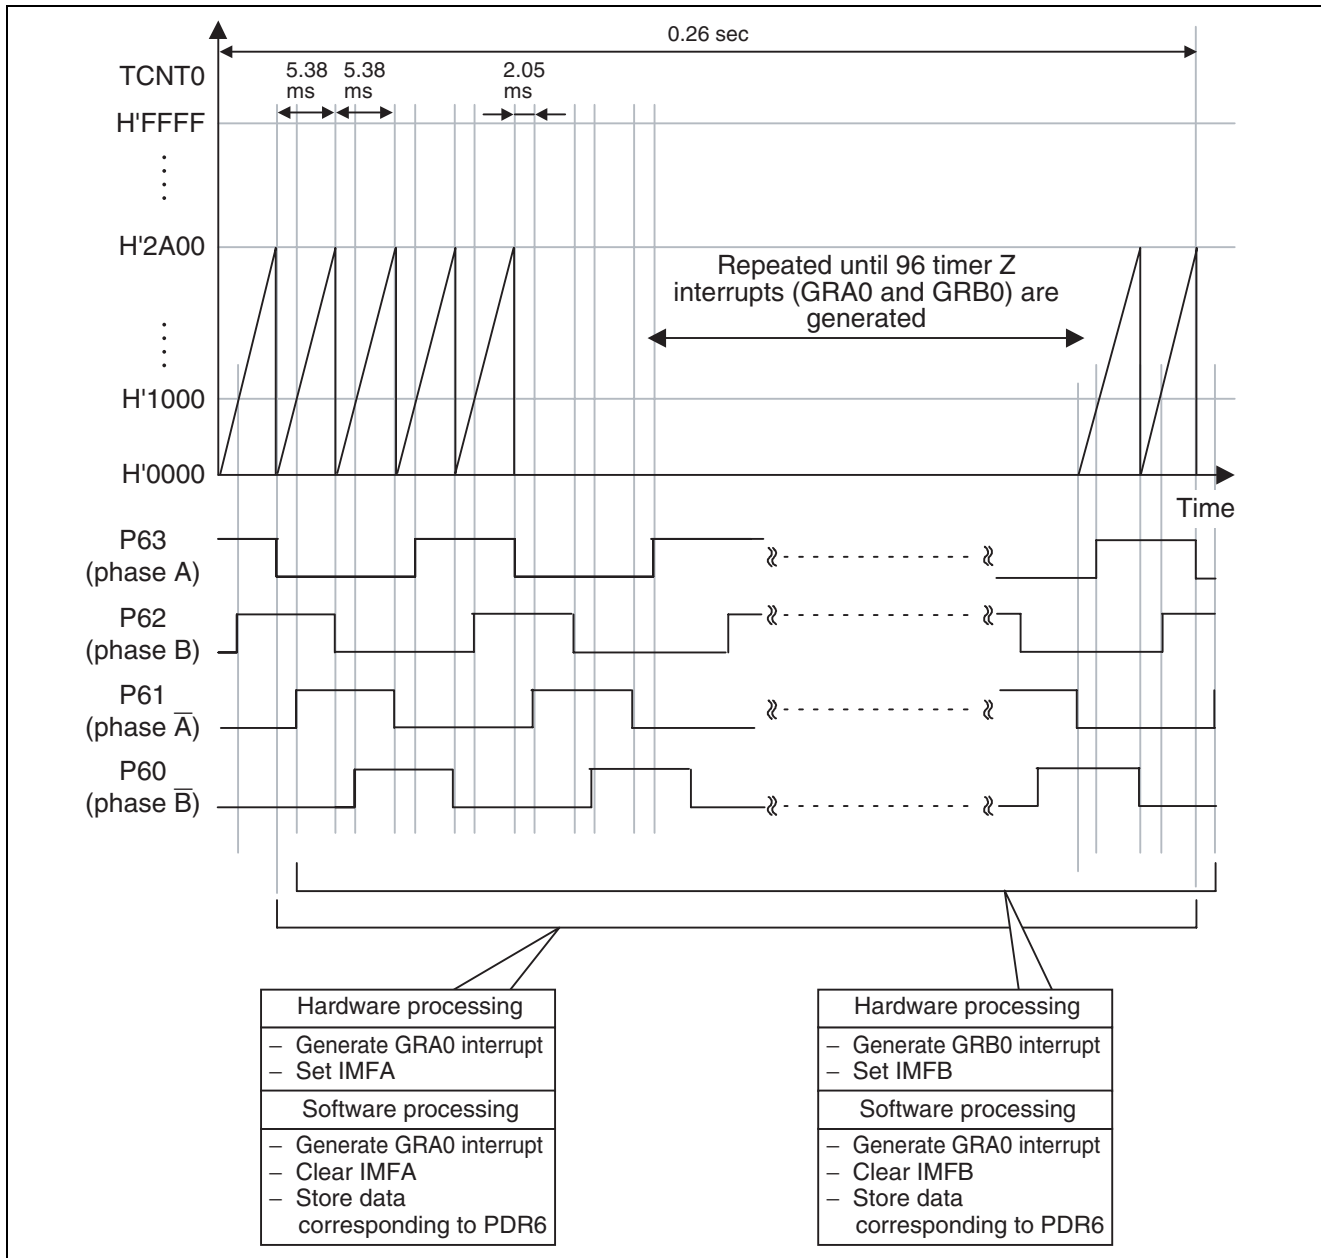 0.26 sec
TCNT0
5.38
ms
5.38
ms
2.05
ms
H'FFFF
H'2A00
Repeated until 96 timer Z
interrupts (GRA0 and GRB0) are
generated
H'1000
H'0000
Time
P63
(phase A)
P62
(phase B)
P61
(phase A̅)
P60
(phase B̅)
Hardware processing
– Generate GRA0 interrupt
– Set IMFA
Software processing
– Generate GRA0 interrupt
– Clear IMFA
– Store data
corresponding to PDR6
Hardware processing
– Generate GRB0 interrupt
– Set IMFB
Software processing
– Generate GRA0 interrupt
– Clear IMFB
– Store data
corresponding to PDR6